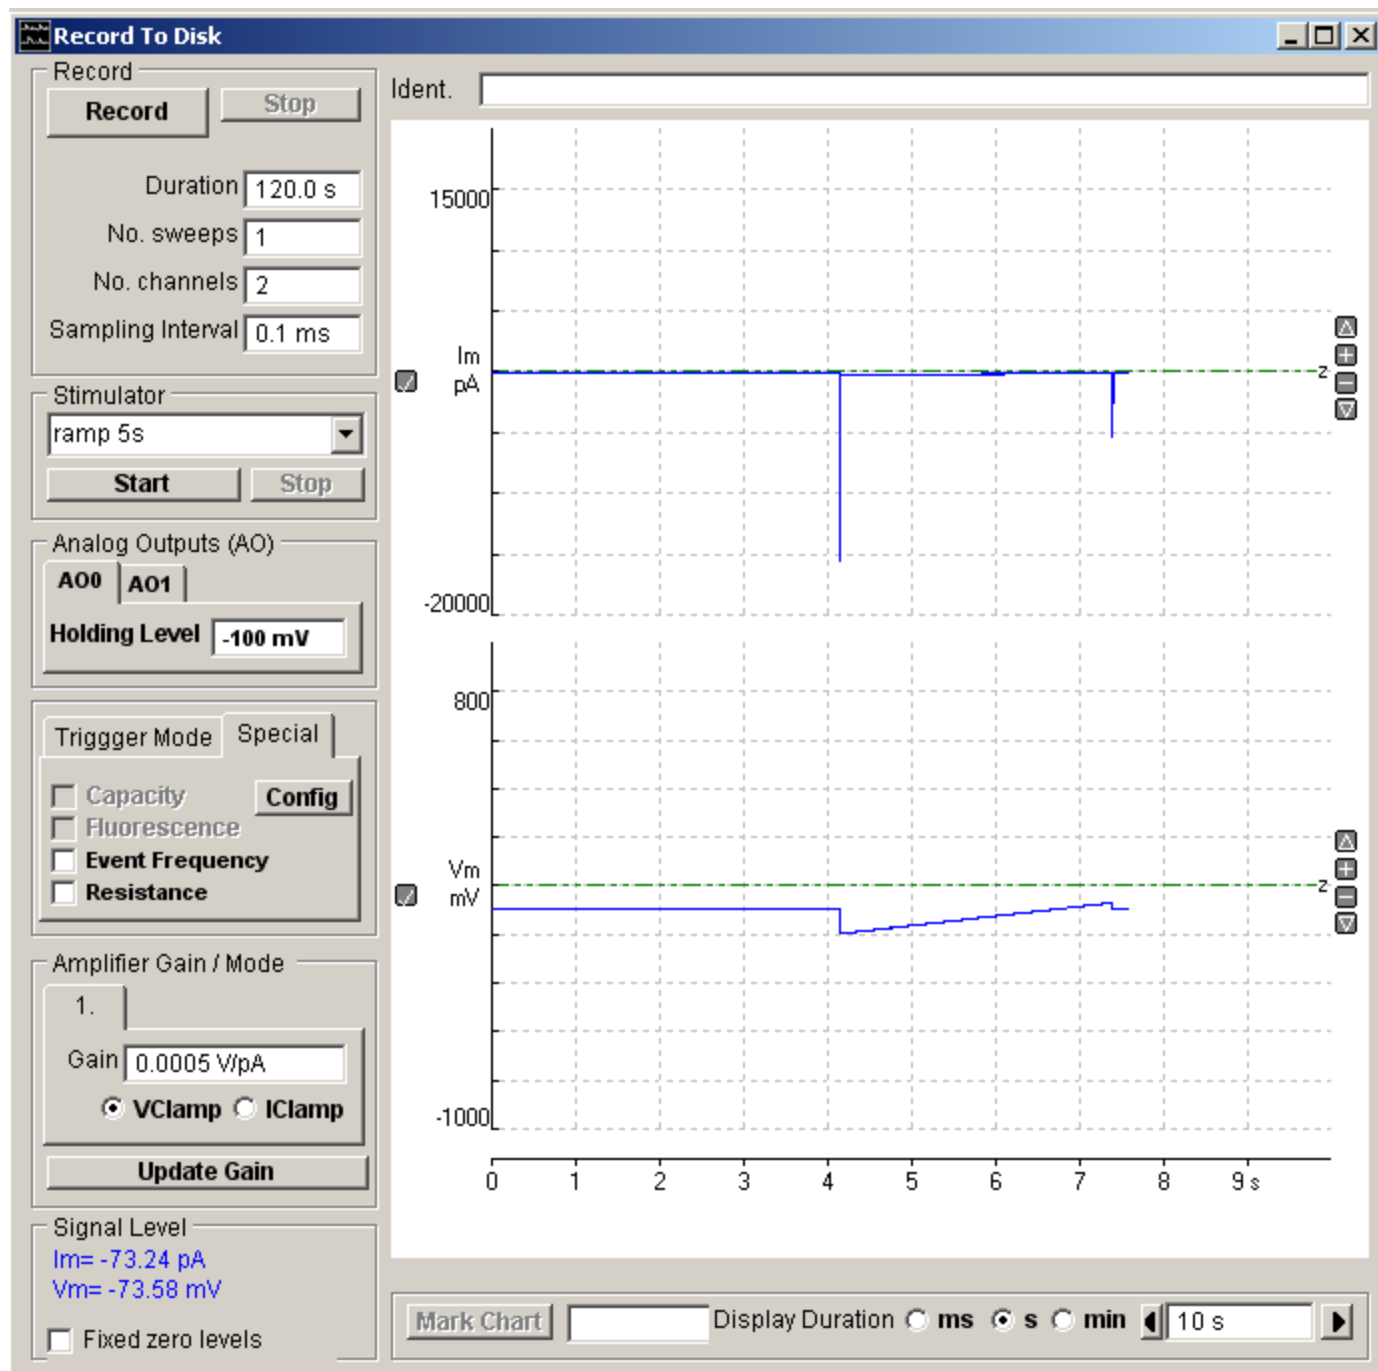 Record To Disk
Record
Record Stop
Duration 120.0 s
No. sweeps 1
No. channels 2
Sampling Interval 0.1 ms
Stimulator
ramp 5s
Start Stop
Analog Outputs (AO)
AO0 AO1
Holding Level -100 mV
Triggger Mode Special
Capacity Config
Fluorescence
Event Frequency
Resistance
Amplifier Gain / Mode
1.
Gain 0.0005 V/pA
VClamp IClamp
Update Gain
Signal Level
Im= -73.24 pA
Vm= -73.58 mV
Fixed zero levels
Ident.
15000
Im
pA
z
-20000
800
Vm
mV
z
-1000
0 1 2 3 4 5 6 7 8 9 s
Mark Chart Display Duration ms s min 10 s